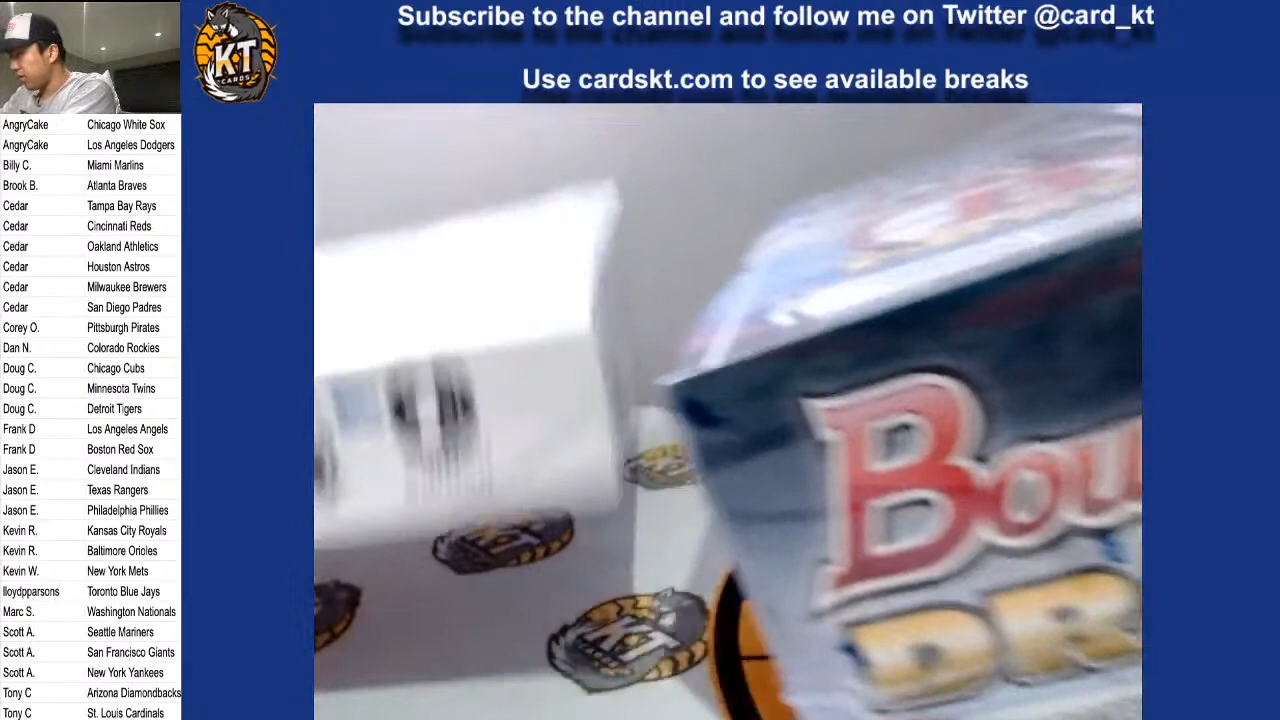 Subscribe to the channel and follow me on Twitter @card_kt
Use cardskt.com to see available breaks
KT
CARDS
AngryCake Chicago White Sox
AngryCake Los Angeles Dodgers
Billy C. Miami Marlins
Brook B. Atlanta Braves
Cedar Tampa Bay Rays
Cedar Cincinnati Reds
Cedar Oakland Athletics
Cedar Houston Astros
Cedar Milwaukee Brewers
Cedar San Diego Padres
Corey O. Pittsburgh Pirates
Dan N. Colorado Rockies
Doug C. Chicago Cubs
Doug C. Minnesota Twins
Doug C. Detroit Tigers
Frank D Los Angeles Angels
Frank D Boston Red Sox
Jason E. Cleveland Indians
Jason E. Texas Rangers
Jason E. Philadelphia Phillies
Kevin R. Kansas City Royals
Kevin R. Baltimore Orioles
Kevin W. New York Mets
lloydpparsons Toronto Blue Jays
Marc S. Washington Nationals
Scott A. Seattle Mariners
Scott A. San Francisco Giants
Scott A. New York Yankees
Tony C Arizona Diamondbacks
Tony C St. Louis Cardinals
Bou
DR
KT
KT